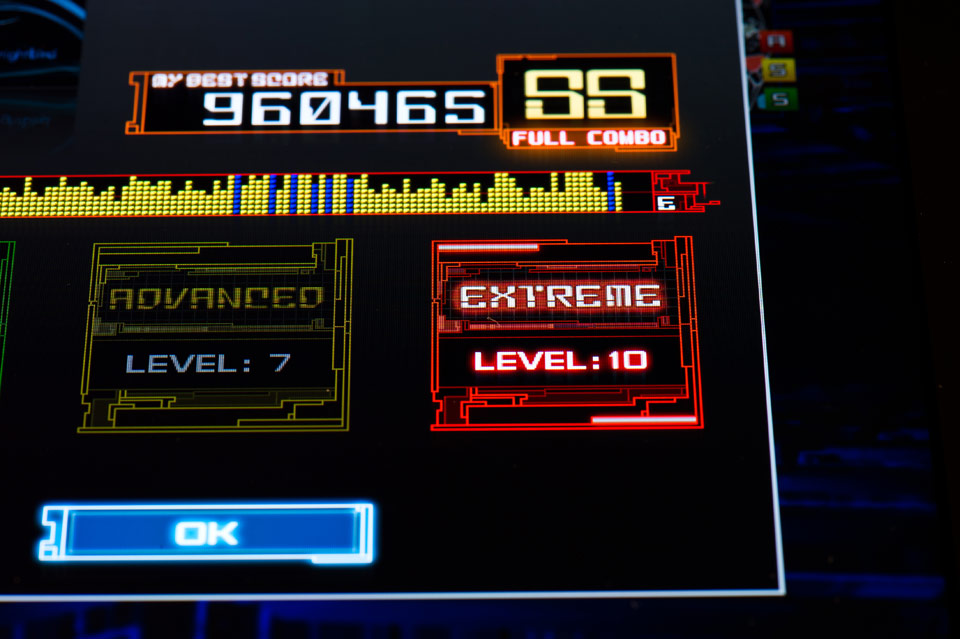 MY BEST SCORE
960465
SS
FULL COMBO
A
S
S
E
ADVANCED
LEVEL: 7
EXTREME
LEVEL:10
OK